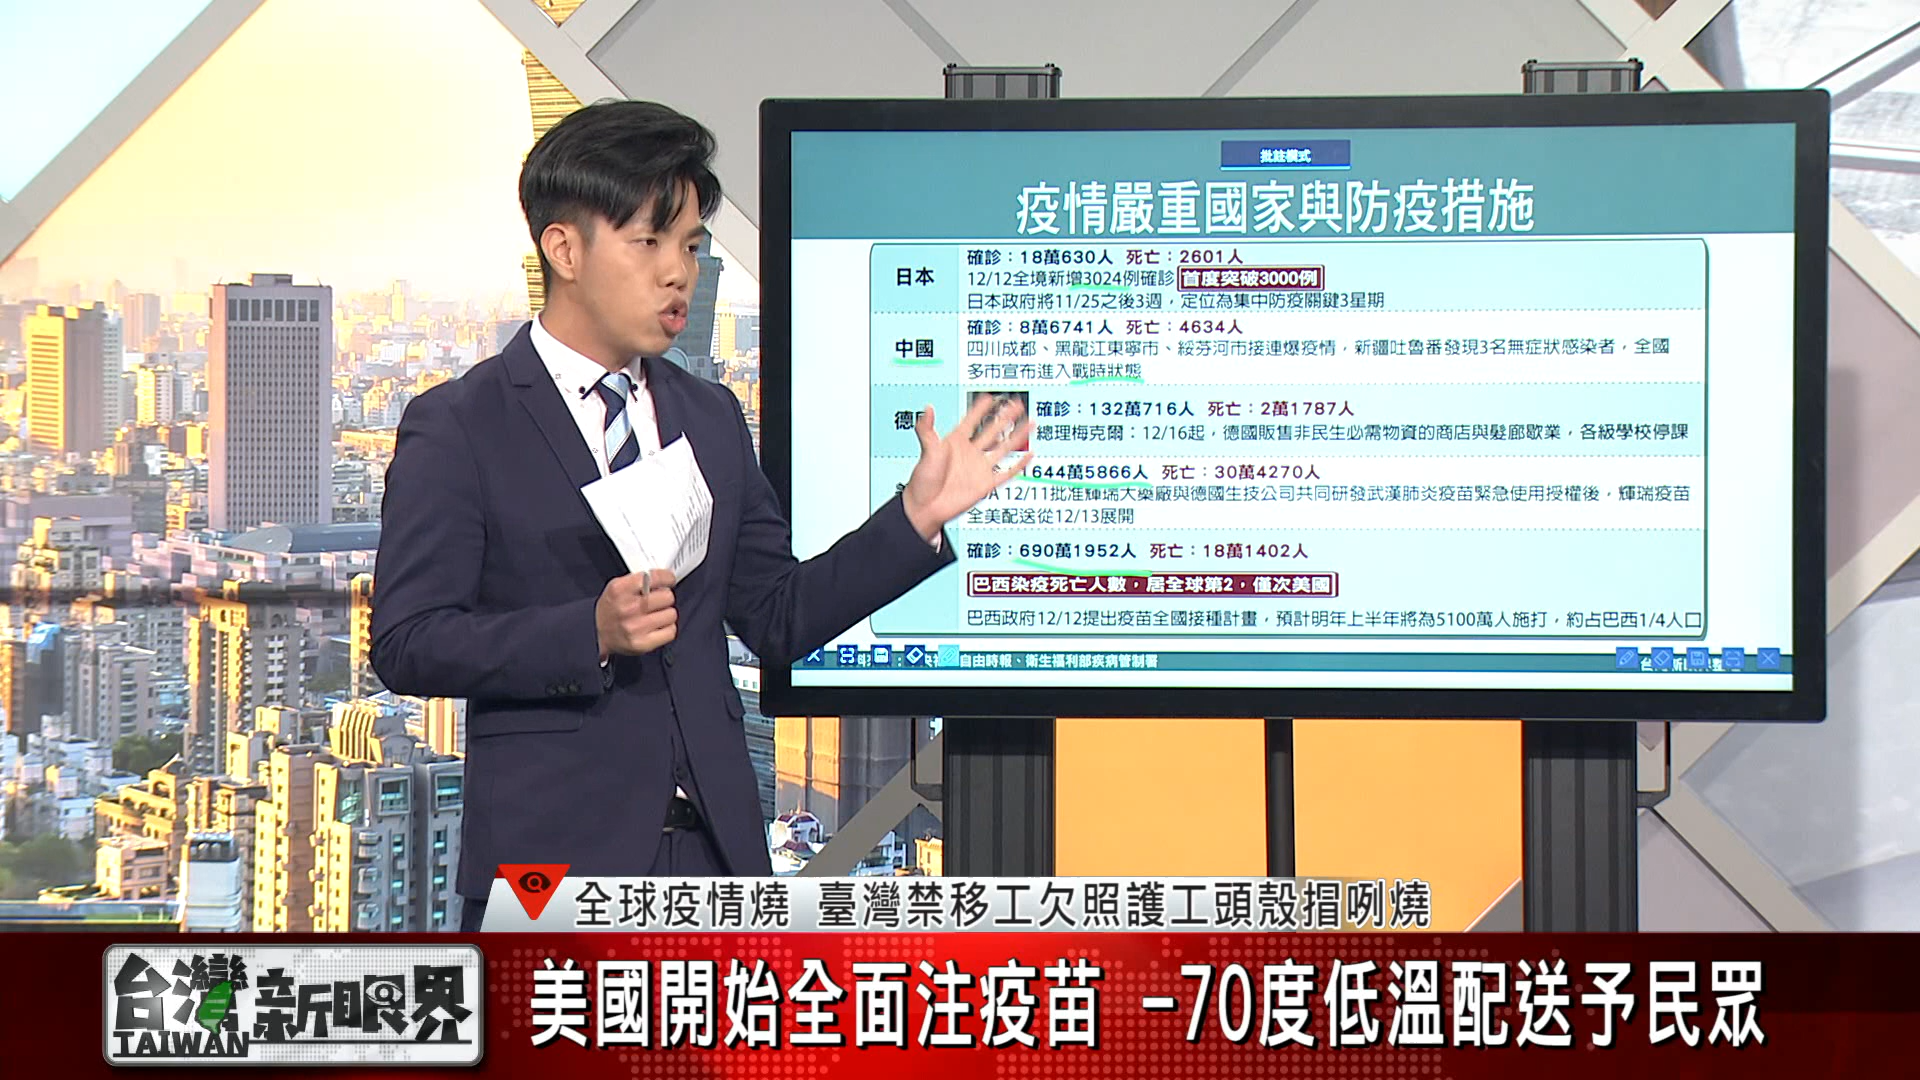 批註模式
疫情嚴重國家與防疫措施
日本
確診：18萬630人 死亡：2601人
12/12全境新增3024例確診 首度突破3000例
日本政府將11/25之後3週，定位為集中防疫關鍵3星期
中國
確診：8萬6741人 死亡：4634人
四川成都、黑龍江東寧市、綏芬河市接連爆疫情，新疆吐魯番發現3名無症狀感染者，全國
多市宣布進入戰時狀態
德
確診：132萬716人 死亡：2萬1787人
總理梅克爾：12/16起，德國販售非民生必需物資的商店與髮廊歇業，各級學校停課
1644萬5866人 死亡：30萬4270人
DA 12/11批准輝瑞大藥廠與德國生技公司共同研發武漢肺炎疫苗緊急使用授權後，輝瑞疫苗
全美配送從12/13展開
確診：690萬1952人 死亡：18萬1402人
巴西染疫死亡人數，居全球第2，僅次美國
巴西政府12/12提出疫苗全國接種計畫，預計明年上半年將為5100萬人施打，約占巴西1/4人口
自由時報、衛生福利部疾病管制署
全球疫情燒 臺灣禁移工欠照護工頭殼揹咧燒
台灣新眼界
TAIWAN
美國開始全面注疫苗 -70度低溫配送予民眾